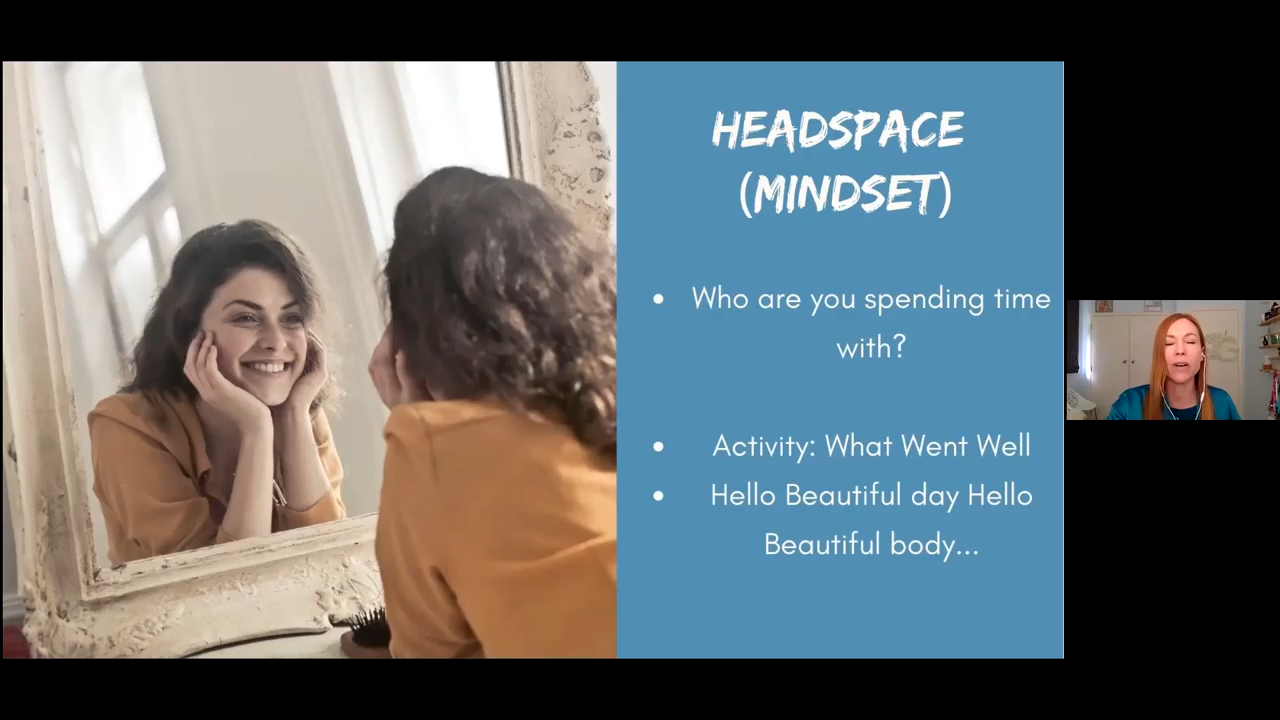 HEADSPACE
(MINDSET)
• Who are you spending time
with?
• Activity: What Went Well
• Hello Beautiful day Hello
Beautiful body...